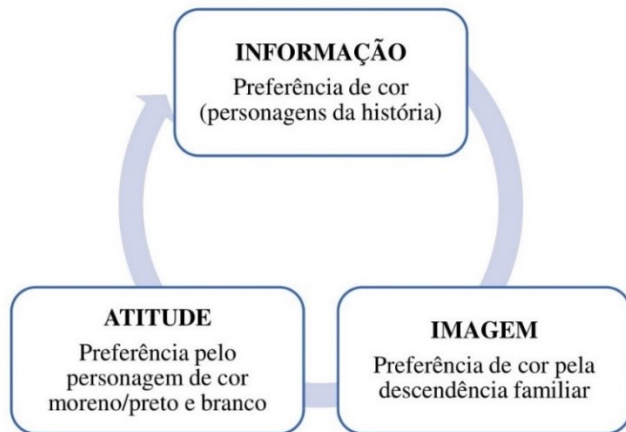 INFORMAÇÃO
Preferência de cor
(personagens da história)
ATITUDE
Preferência pelo
personagem de cor
moreno/preto e branco
IMAGEM
Preferência de cor pela
descendência familiar